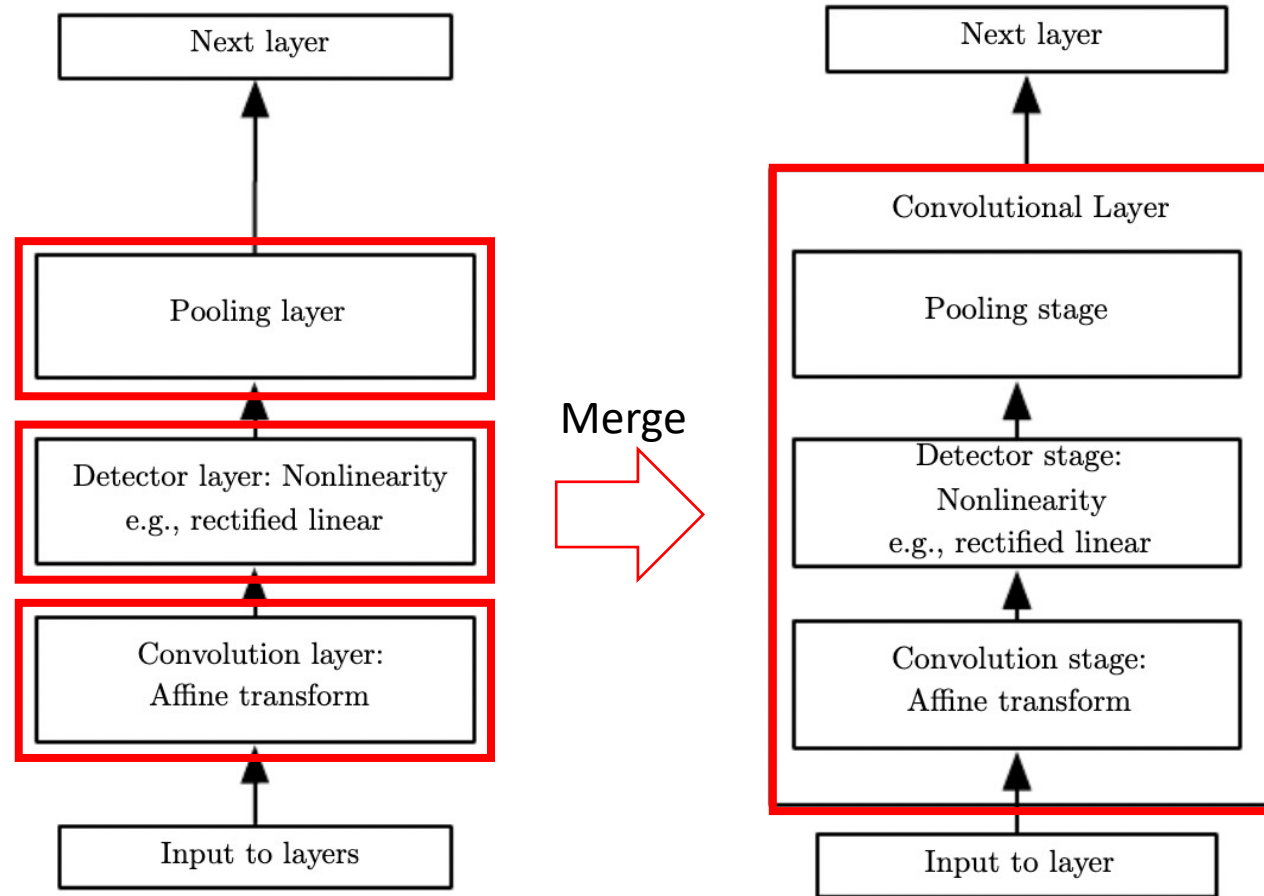 Next layer
Pooling layer
Detector layer: Nonlinearity
e.g., rectified linear
Convolution layer:
Affine transform
Input to layers
Merge
Next layer
Convolutional Layer
Pooling stage
Detector stage:
Nonlinearity
e.g., rectified linear
Convolution stage:
Affine transform
Input to layer